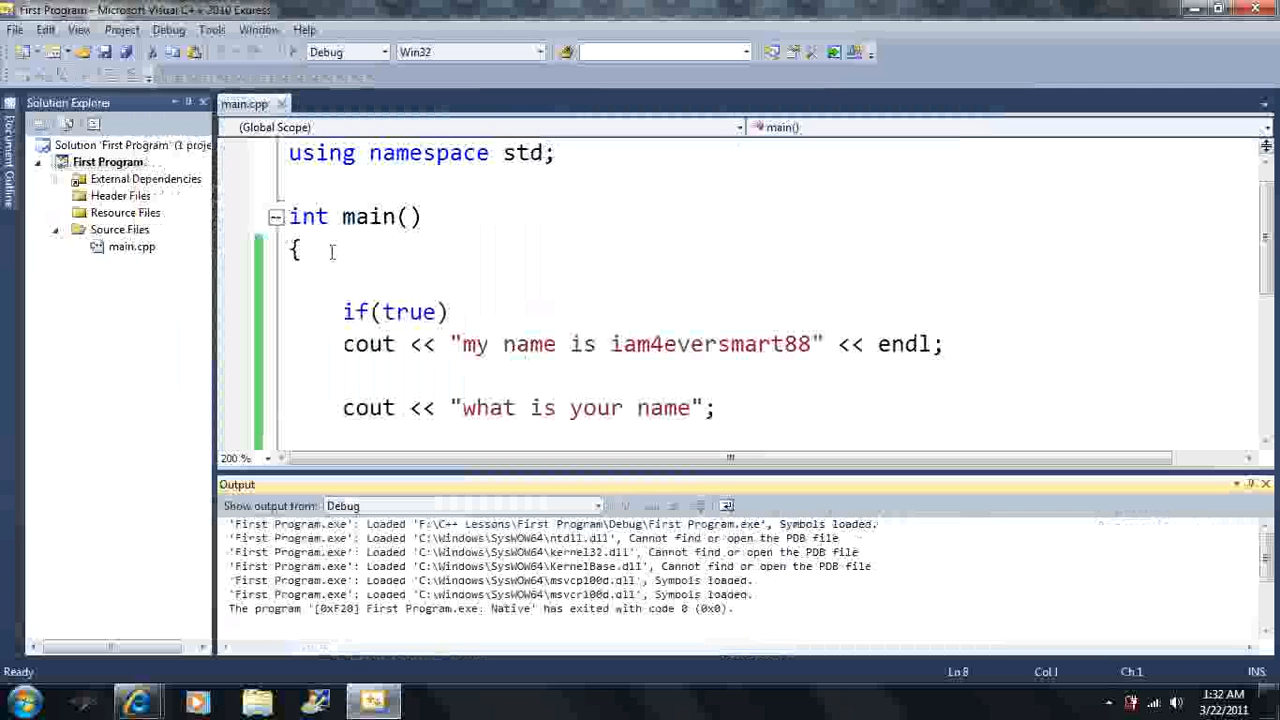 First Program - Microsoft Visual C++ 2010 Express
File Edit View Project Debug Tools Window Help
Debug Win32
Solution Explorer
main.cpp
(Global Scope) main()
Document Outline
Solution 'First Program' (1 proje
First Program
External Dependencies
Header Files
Resource Files
Source Files
main.cpp
using namespace std;
int main()
{
if(true)
cout << "my name is iam4eversmart88" << endl;
cout << "what is your name";
200 %
Output
Show output from: Debug
'First Program.exe': Loaded 'F:\C++ Lessons\First Program\Debug\First Program.exe', Symbols loaded.
'First Program.exe': Loaded 'C:\Windows\SysWOW64\ntdll.dll', Cannot find or open the PDB file
'First Program.exe': Loaded 'C:\Windows\SysWOW64\kernel32.dll', Cannot find or open the PDB file
'First Program.exe': Loaded 'C:\Windows\SysWOW64\KernelBase.dll', Cannot find or open the PDB file
'First Program.exe': Loaded 'C:\Windows\SysWOW64\msvcp100d.dll', Symbols loaded.
'First Program.exe': Loaded 'C:\Windows\SysWOW64\msvcr100d.dll', Symbols loaded.
The program '[0xF20] First Program.exe: Native' has exited with code 0 (0x0).
Ready Ln 8 Col 1 Ch 1 INS
1:32 AM
3/22/2011